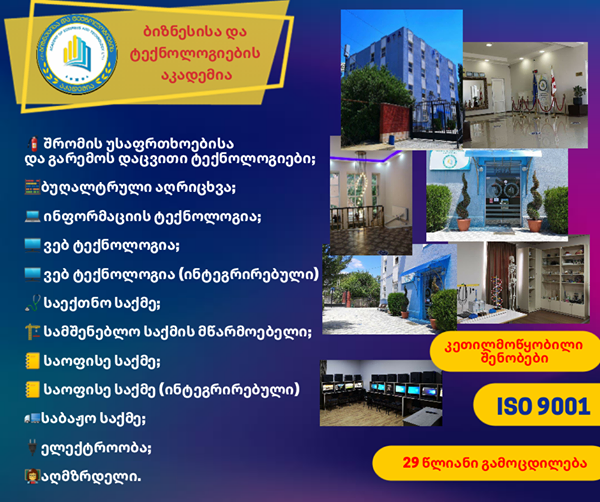 ბიზნესისა და
ტექნოლოგიების
აკადემია
შრომის უსაფრთხოებისა
და გარემოს დაცვითი ტექნოლოგიები;
ბუღალტრული აღრიცხვა;
ინფორმაციის ტექნოლოგია;
ვებ ტექნოლოგია;
ვებ ტექნოლოგია (ინტეგრირებული)
საექთნო საქმე;
სამშენებლო საქმის მწარმოებელი;
საოფისე საქმე;
საოფისე საქმე (ინტეგრირებული)
საბაჟო საქმე;
ელექტროობა;
აღმზრდელი.
კეთილმოწყობილი
შენობები
ISO 9001
29 წლიანი გამოცდილება